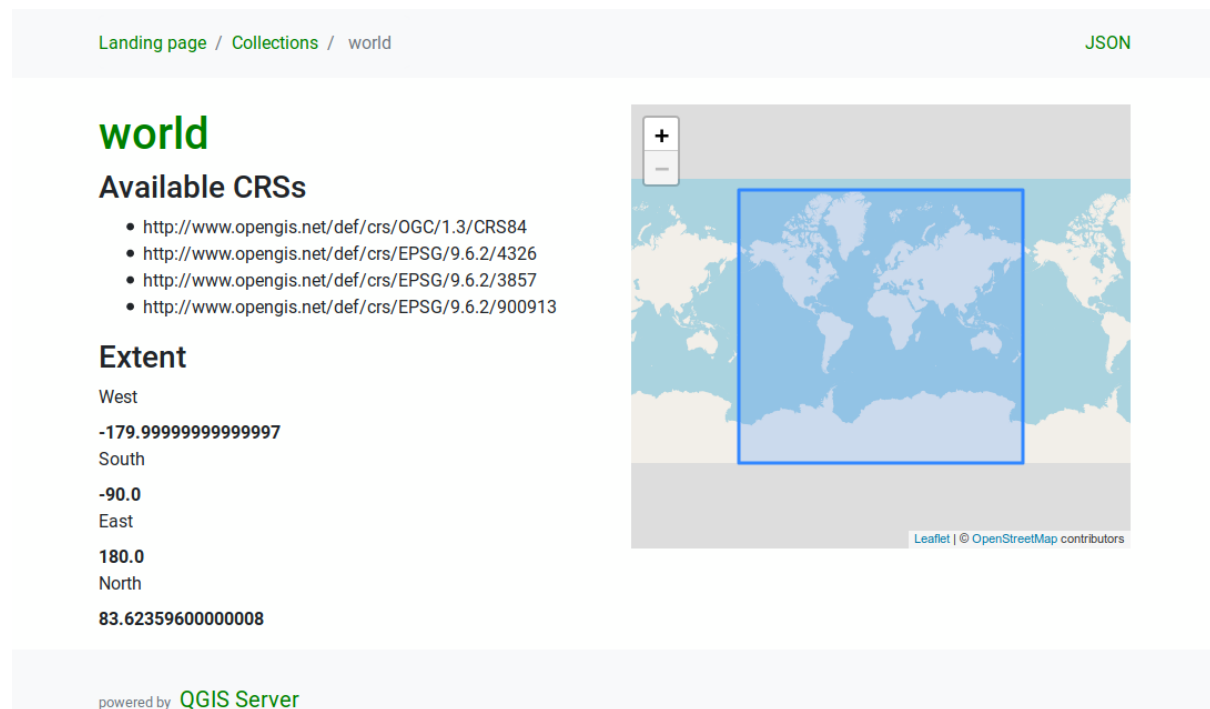 Landing page / Collections / world
JSON
world
Available CRSs
• http://www.opengis.net/def/crs/OGC/1.3/CRS84
• http://www.opengis.net/def/crs/EPSG/9.6.2/4326
• http://www.opengis.net/def/crs/EPSG/9.6.2/3857
• http://www.opengis.net/def/crs/EPSG/9.6.2/900913
Extent
West
-179.99999999999997
South
-90.0
East
180.0
North
83.62359600000008
+
−
Leaflet | © OpenStreetMap contributors
powered by QGIS Server